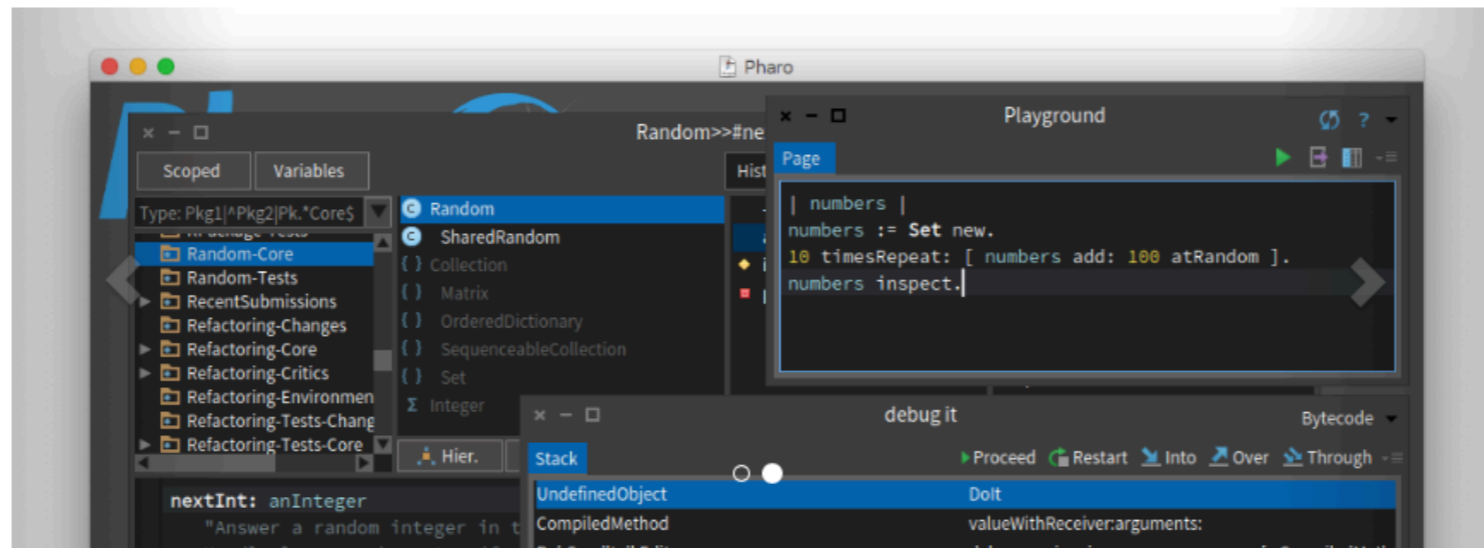 Pharo
Random>>#ne
Scoped
Variables
Hist
Type: Pkg1|^Pkg2|Pk.*Core$
Random-Core
Random-Tests
RecentSubmissions
Refactoring-Changes
Refactoring-Core
Refactoring-Critics
Refactoring-Environmen
Refactoring-Tests-Chang
Refactoring-Tests-Core
Random
SharedRandom
{ } Collection
{ } Matrix
{ } OrderedDictionary
{ } SequenceableCollection
{ } Set
Σ Integer
Hier.
nextInt: anInteger
"Answer a random integer in t
Playground
Page
| numbers |
numbers := Set new.
10 timesRepeat: [ numbers add: 100 atRandom ].
numbers inspect.
debug it
Bytecode
Stack
Proceed Restart Into Over Through
UndefinedObject DoIt
CompiledMethod valueWithReceiver:arguments: